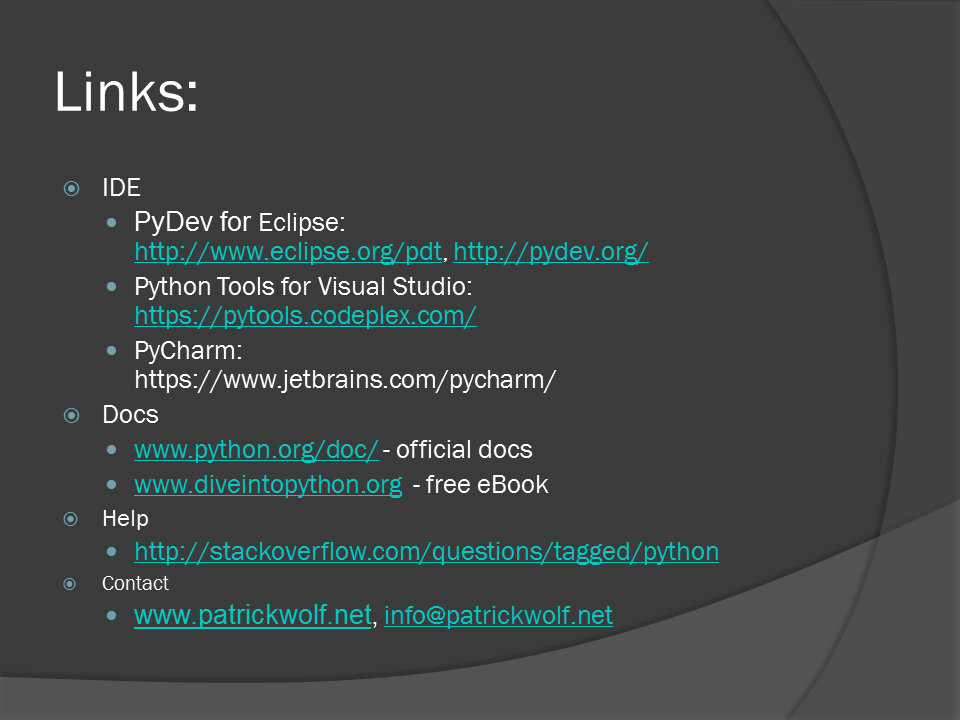 Links:
IDE
PyDev for Eclipse:
http://www.eclipse.org/pdt, http://pydev.org/
Python Tools for Visual Studio:
https://pytools.codeplex.com/
PyCharm:
https://www.jetbrains.com/pycharm/
Docs
www.python.org/doc/ - official docs
www.diveintopython.org - free eBook
Help
http://stackoverflow.com/questions/tagged/python
Contact
www.patrickwolf.net, info@patrickwolf.net